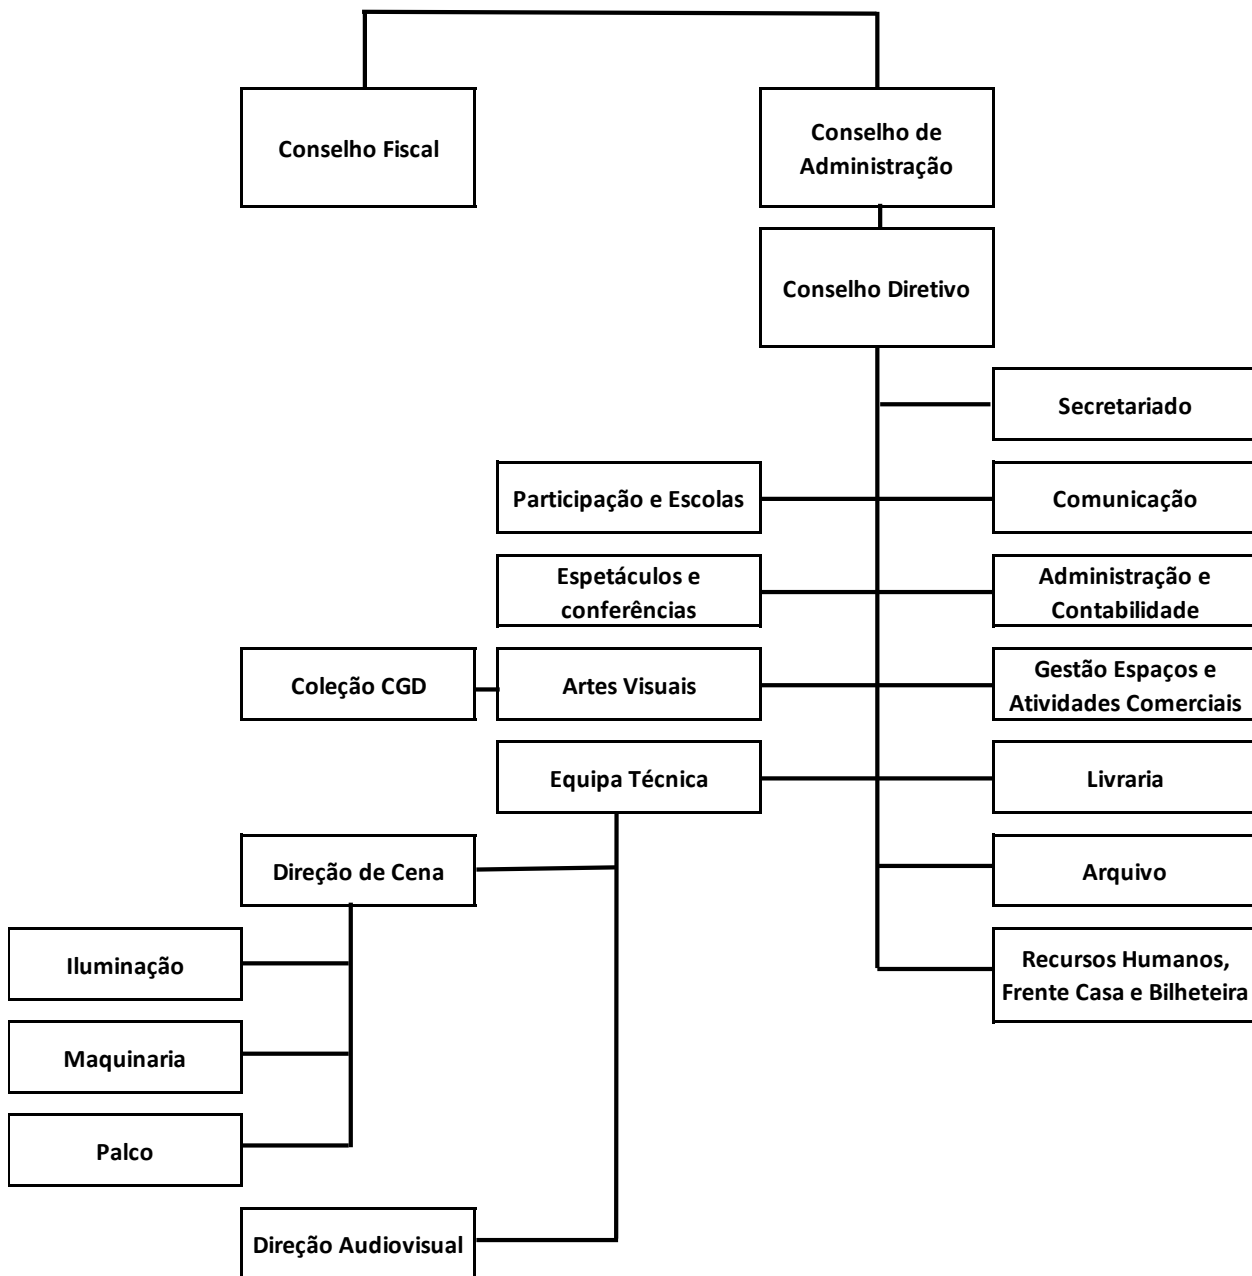 Conselho Fiscal
Conselho de
Administração
Conselho Diretivo
Secretariado
Participação e Escolas
Comunicação
Espetáculos e
conferências
Administração e
Contabilidade
Coleção CGD
Artes Visuais
Gestão Espaços e
Atividades Comerciais
Equipa Técnica
Livraria
Direção de Cena
Arquivo
Iluminação
Recursos Humanos,
Frente Casa e Bilheteira
Maquinaria
Palco
Direção Audiovisual